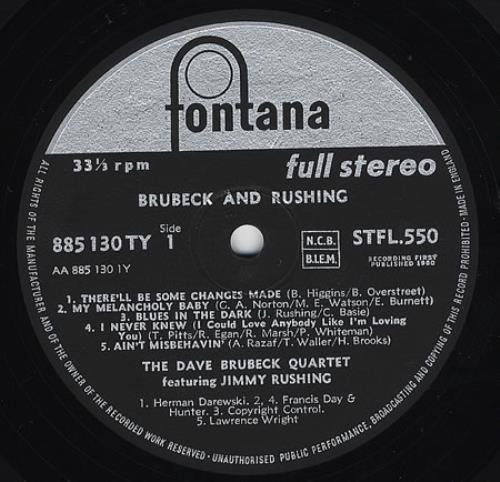 fontana
33⅓ rpm
full stereo
BRUBECK AND RUSHING
885 130 TY
Side
1
N.C.B.
B.I.E.M.
STFL.550
AA 885 130 1Y
RECORDING FIRST
PUBLISHED 1960
1. THERE'LL BE SOME CHANGES MADE (B. Higgins/B. Overstreet)
2. MY MELANCHOLY BABY (G. A. Norton/M. E. Watson/E. Burnett)
3. BLUES IN THE DARK (J. Rushing/C. Basie)
4. I NEVER KNEW (I Could Love Anybody Like I'm Loving
You) (T. Pitts/R. Egan/R. Marsh/P. Whiteman)
5. AIN'T MISBEHAVIN' (A. Razaf/T. Waller/H. Brooks)
THE DAVE BRUBECK QUARTET
featuring JIMMY RUSHING
1. Herman Darewski. 2, 4. Francis Day &
Hunter. 3. Copyright Control.
5. Lawrence Wright
ALL RIGHTS OF THE MANUFACTURER AND OF THE OWNER OF THE RECORDED WORK RESERVED · UNAUTHORISED PUBLIC PERFORMANCE, BROADCASTING AND COPYING OF THIS RECORD PROHIBITED · MADE IN ENGLAND